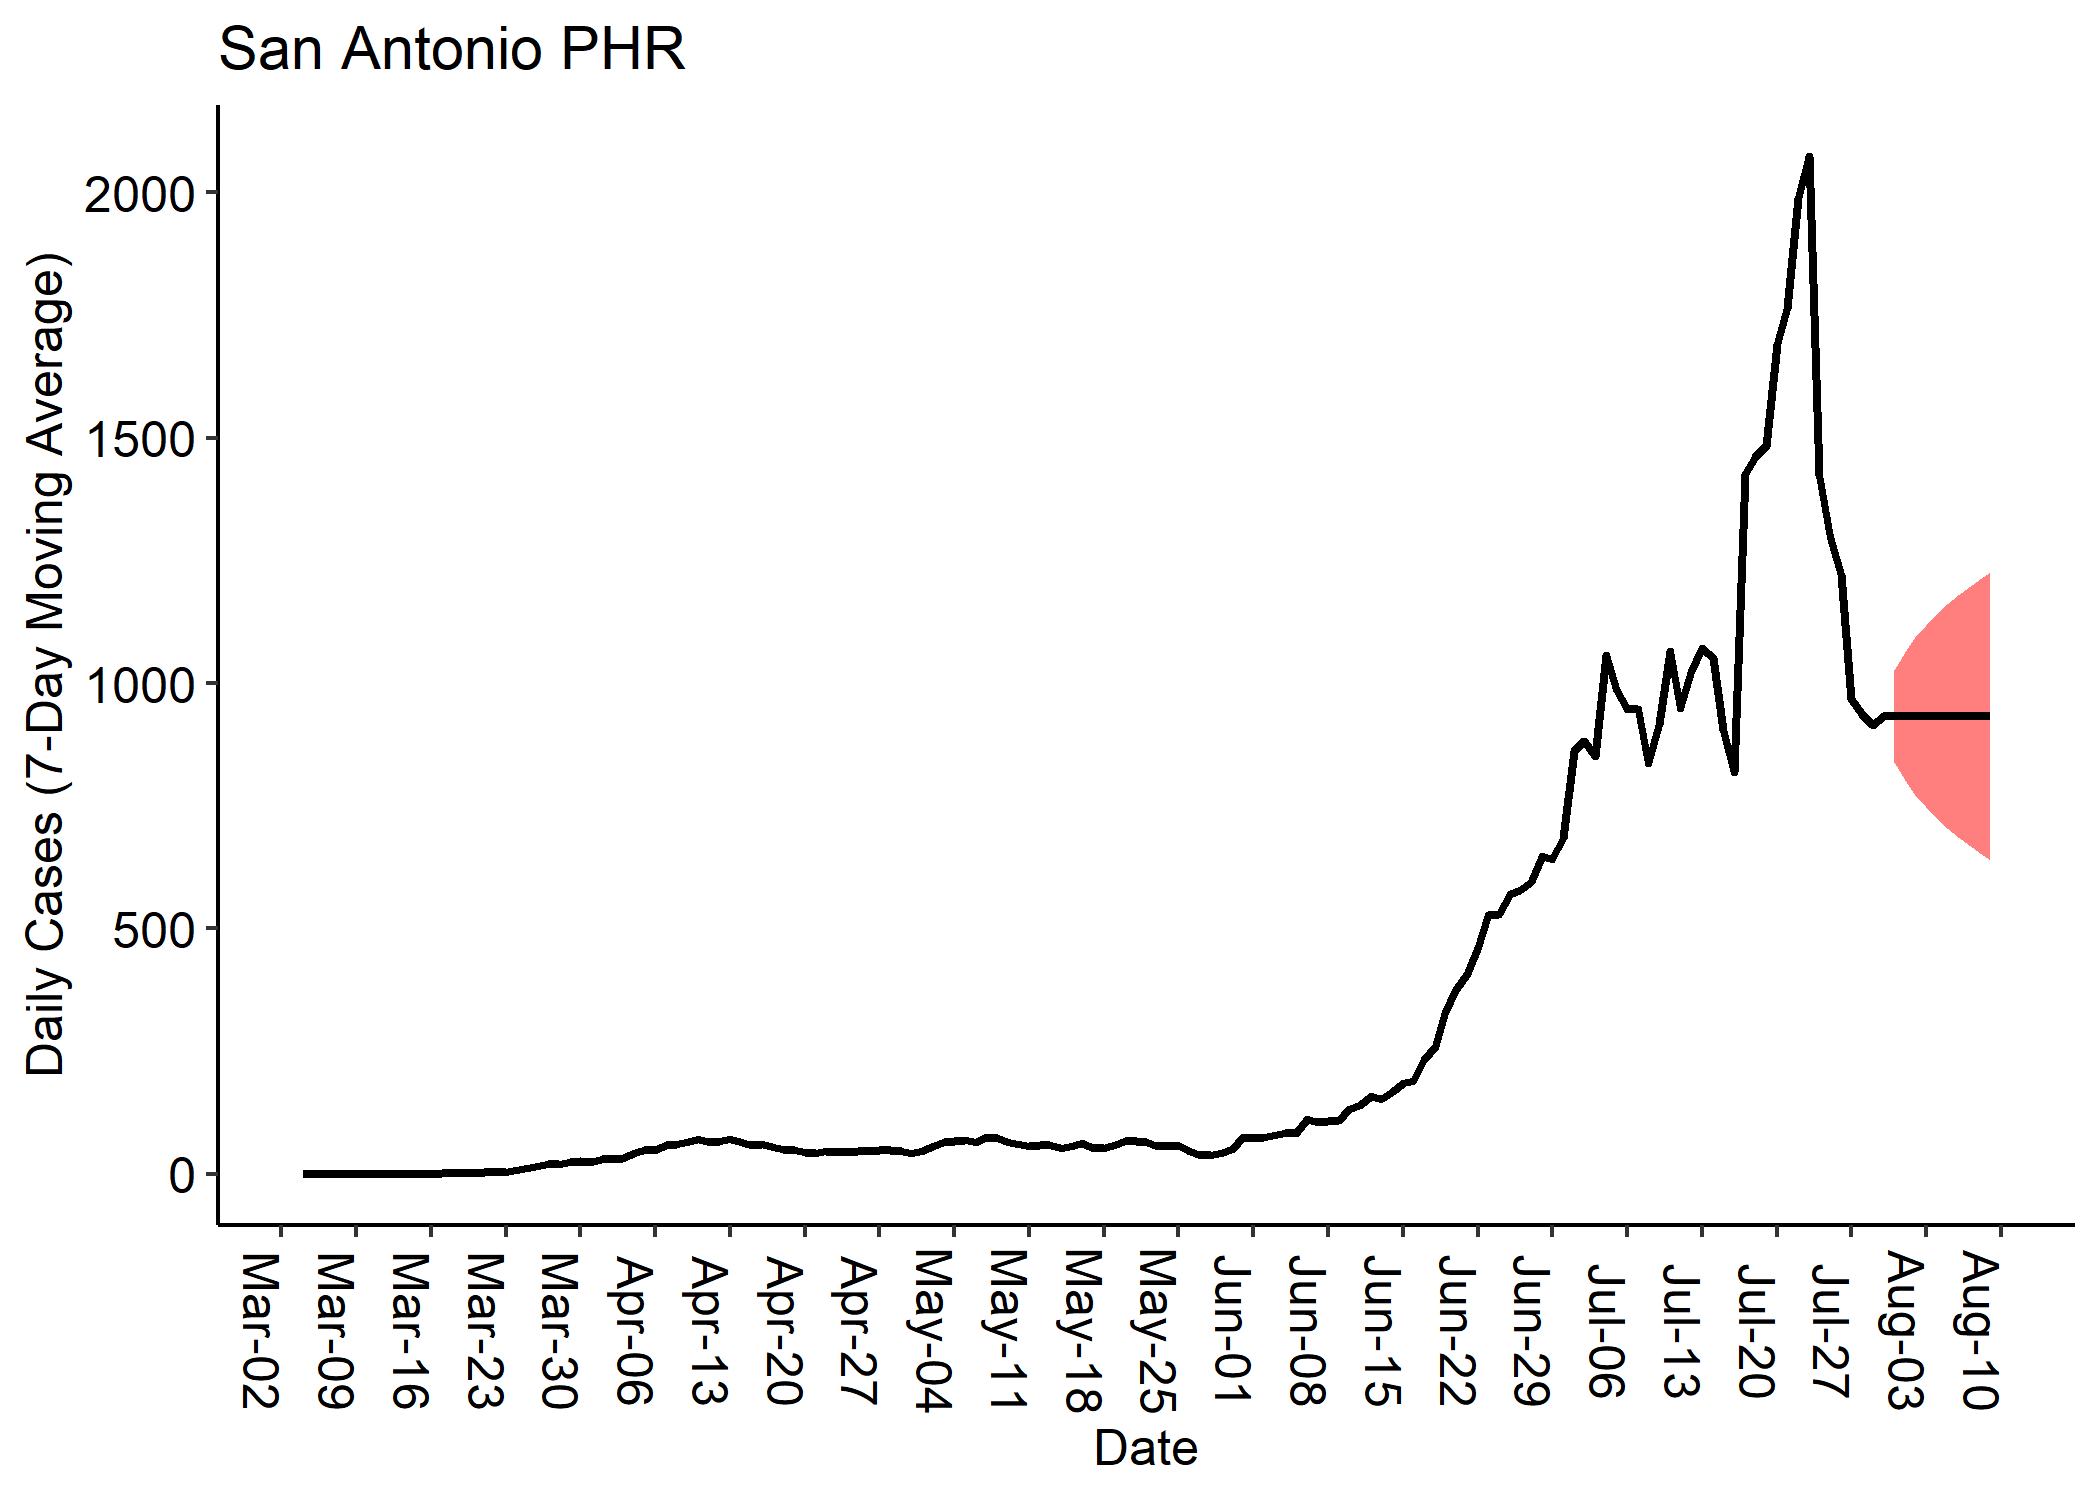 San Antonio PHR
Daily Cases (7-Day Moving Average)
2000
1500
1000
500
0
Mar-02
Mar-09
Mar-16
Mar-23
Mar-30
Apr-06
Apr-13
Apr-20
Apr-27
May-04
May-11
May-18
May-25
Jun-01
Jun-08
Jun-15
Jun-22
Jun-29
Jul-06
Jul-13
Jul-20
Jul-27
Aug-03
Aug-10
Date